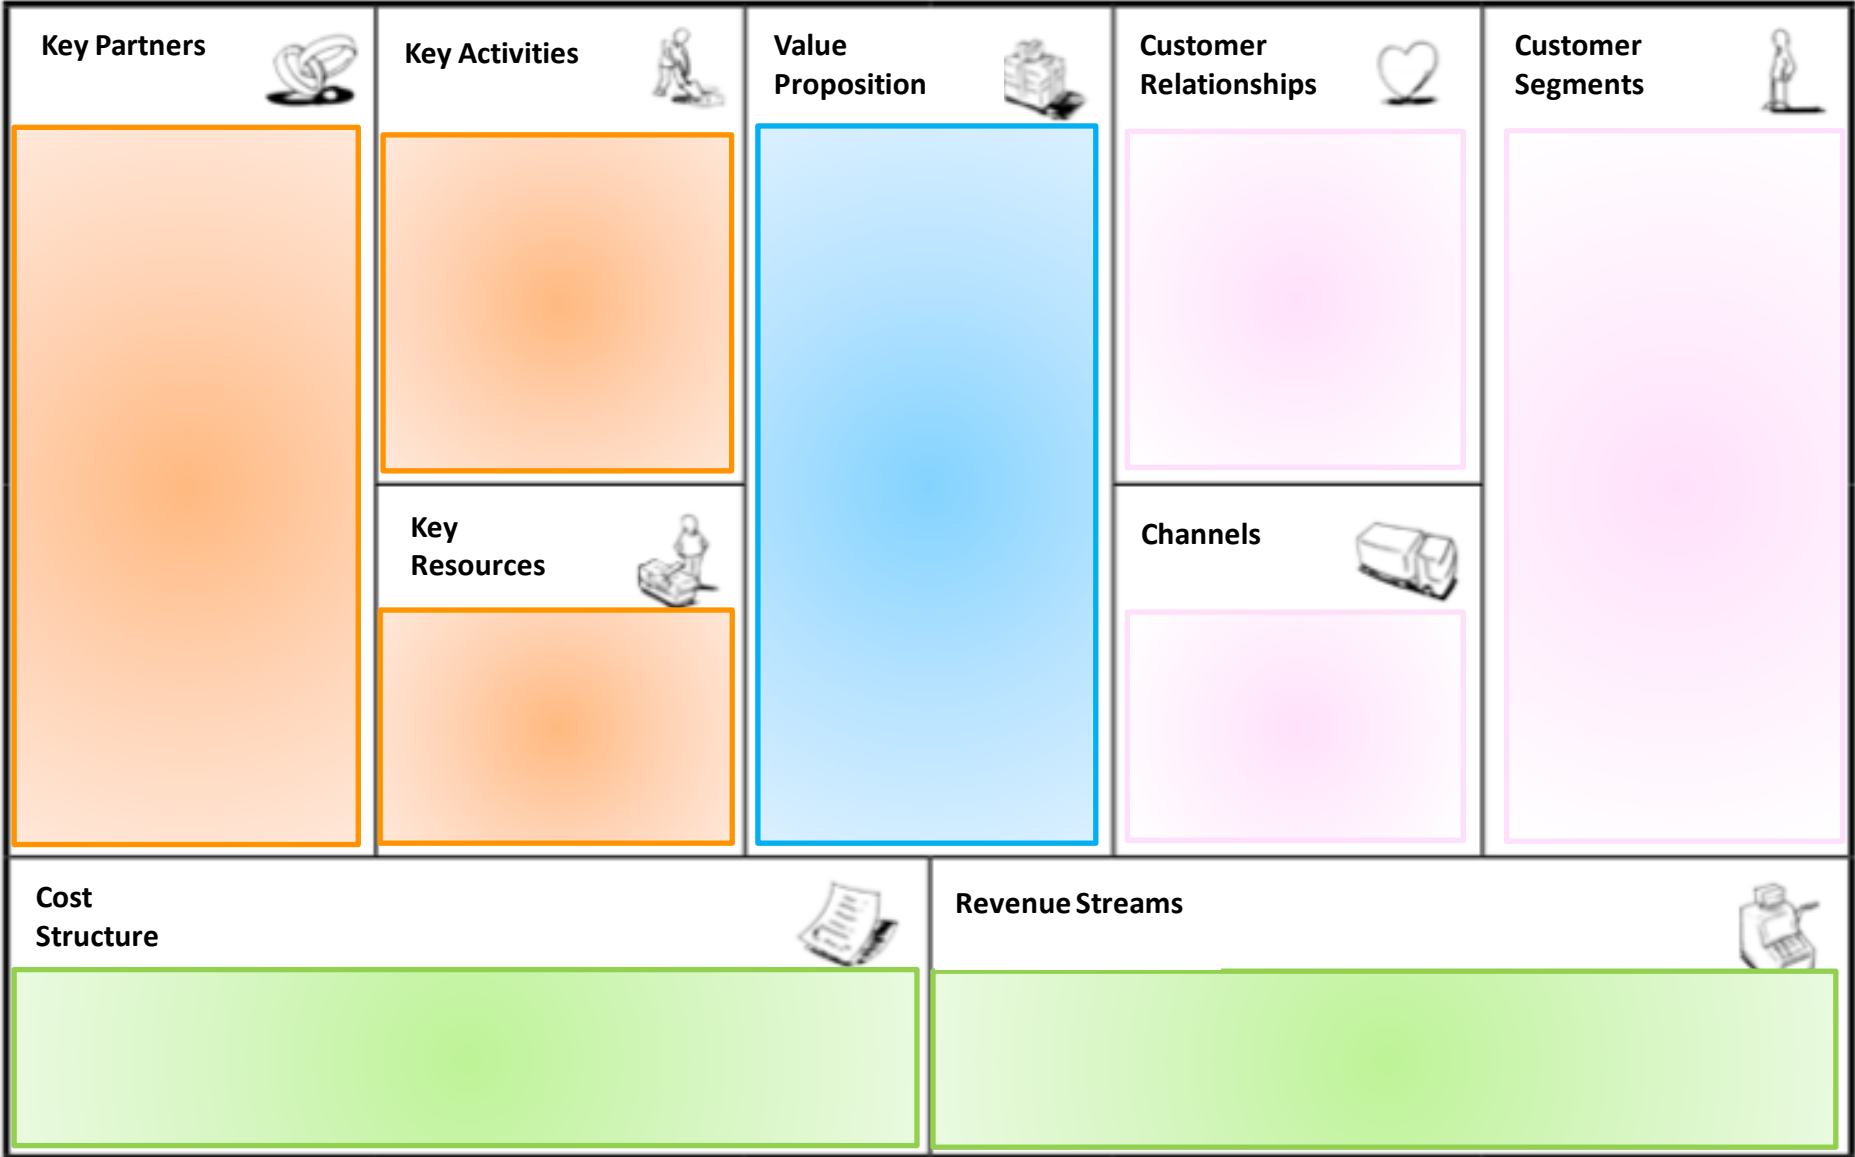 Key Partners
Key Activities
Value
Proposition
Customer
Relationships
Customer
Segments
Key
Resources
Channels
Cost
Structure
Revenue Streams